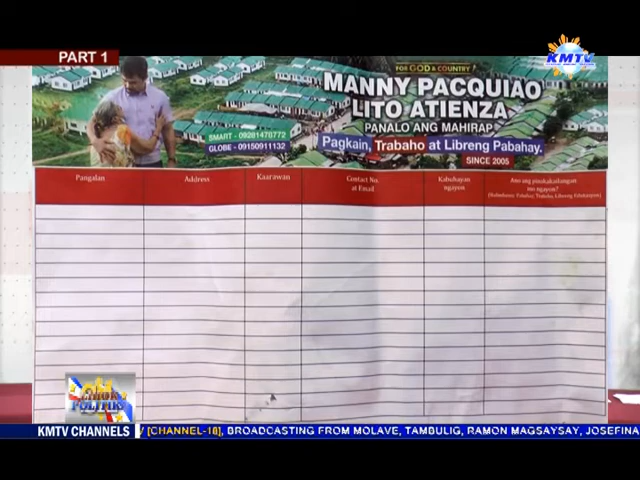 PART 1
KMTV
FOR GOD & COUNTRY
MANNY PACQUIAO
LITO ATIENZA
PANALO ANG MAHIRAP
Pagkain, Trabaho at Libreng Pabahay.
SINCE 2005
SMART - 09281478772
GLOBE - 09150911132
Pangalan
Address
Kaarawan
Contact No.
at Email
Kabuhayan
ngayon
Ano ang pinakakailangan
mo ngayon?
POLITIKS
KMTV CHANNELS
[CHANNEL-18], BROADCASTING FROM MOLAVE, TAMBULIG, RAMON MAGSAYSAY, JOSEFINA